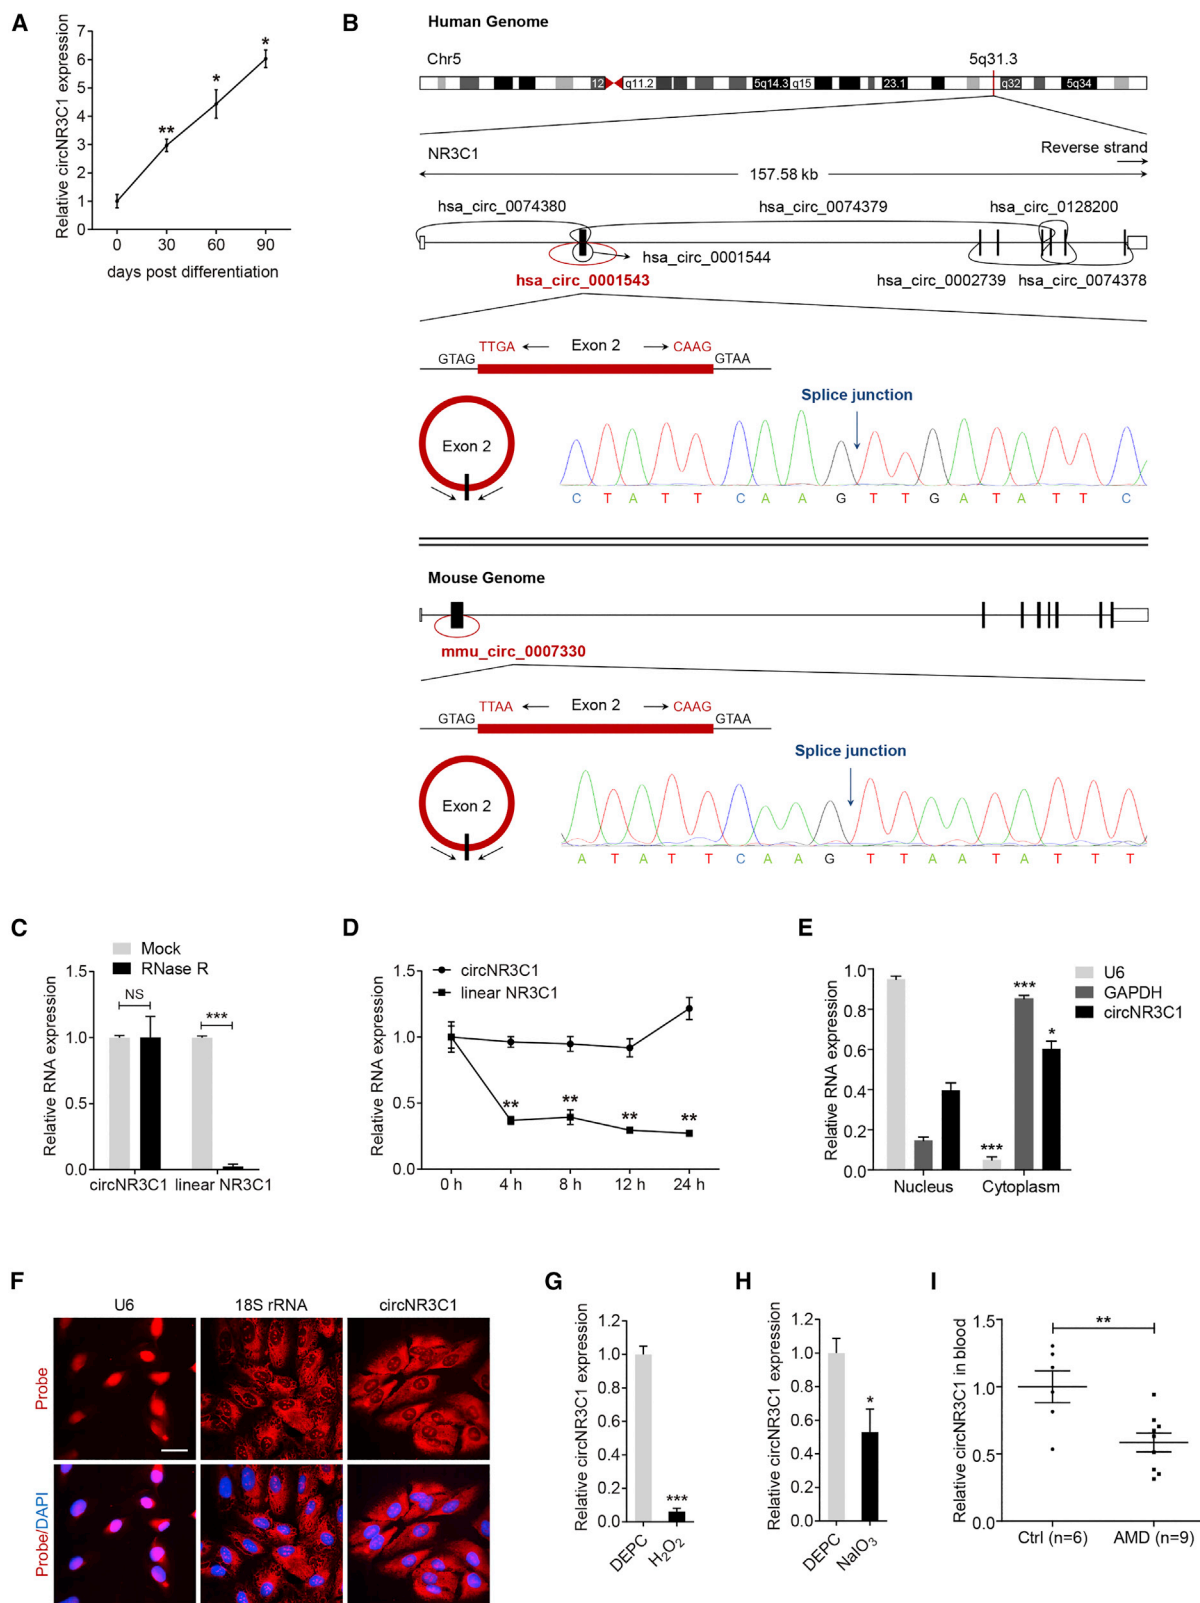 A
Relative circNR3C1 expression
7
6
5
4
3
2
1
0
**
*
*
0 30 60 90
days post differentiation
B
Human Genome
Chr5
5q31.3
12 q11.2 5q14.3 q15 23.1 q32 5q34
NR3C1
Reverse strand
157.58 kb
hsa_circ_0074380 hsa_circ_0074379 hsa_circ_0128200
hsa_circ_0001544
hsa_circ_0001543 hsa_circ_0002739 hsa_circ_0074378
TTGA Exon 2 CAAG
GTAG GTAA
Splice junction
Exon 2
C T A T T C A A G T T G A T A T T C
Mouse Genome
mmu_circ_0007330
TTAA Exon 2 CAAG
GTAG GTAA
Splice junction
Exon 2
A T A T T C A A G T T A A T A T T T
C
Mock
RNase R
Relative RNA expression
1.5
1.0
0.5
0.0
NS
***
circNR3C1 linear NR3C1
D
circNR3C1
linear NR3C1
Relative RNA expression
1.5
1.0
0.5
0.0
** ** ** **
0 h 4 h 8 h 12 h 24 h
E
U6
GAPDH
circNR3C1
Relative RNA expression
1.0
0.8
0.6
0.4
0.2
0.0
***
***
*
Nucleus Cytoplasm
F
U6 18S rRNA circNR3C1
Probe
Probe/DAPI
G
Relative circNR3C1 expression
1.2
1.0
0.8
0.6
0.4
0.2
0.0
***
DEPC
H2O2
H
Relative circNR3C1 expression
1.2
1.0
0.8
0.6
0.4
0.2
0.0
*
DEPC
NaIO3
I
Relative circNR3C1 in blood
1.5
1.0
0.5
0.0
**
Ctrl (n=6) AMD (n=9)